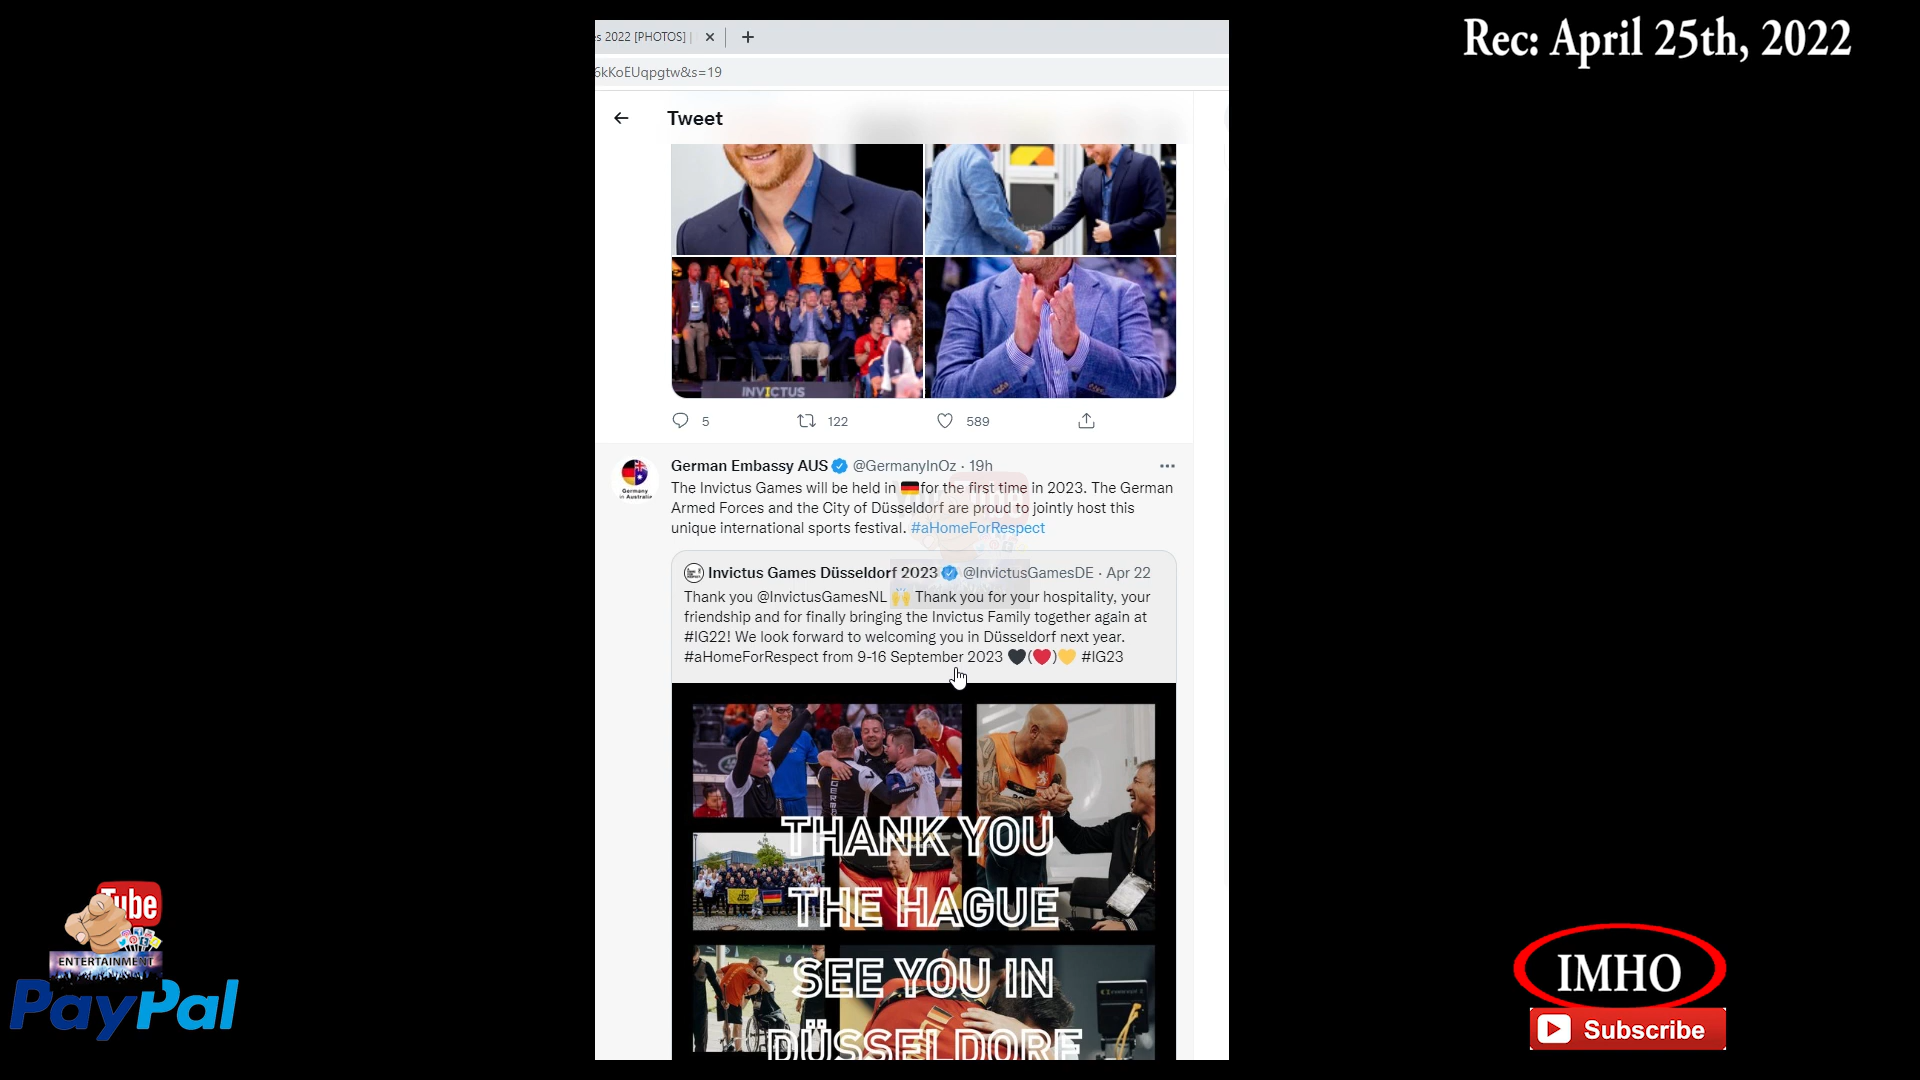 Rec: April 25th, 2022
s 2022 [PHOTOS] |
6kKoEUqpgtw&s=19
Tweet
INVICTUS
5 122 589
German Embassy AUS @GermanyInOz · 19h
The Invictus Games will be held in 🇩🇪for the first time in 2023. The German
Armed Forces and the City of Düsseldorf are proud to jointly host this
unique international sports festival. #aHomeForRespect
Germany
in Australia
Invictus Games Düsseldorf 2023 @InvictusGamesDE · Apr 22
Thank you @InvictusGamesNL 🙌 Thank you for your hospitality, your
friendship and for finally bringing the Invictus Family together again at
#IG22! We look forward to welcoming you in Düsseldorf next year.
#aHomeForRespect from 9-16 September 2023 🖤(❤️)💛 #IG23
THANK YOU
THE HAGUE
SEE YOU IN
DÜSSELDORF
Tube
ENTERTAINMENT
PayPal
IMHO
Subscribe